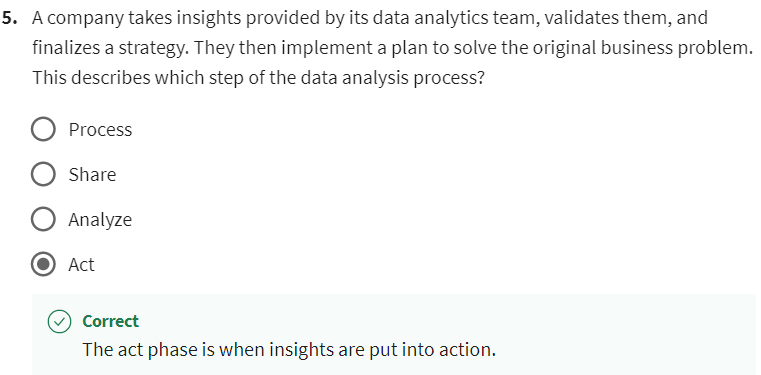 5. A company takes insights provided by its data analytics team, validates them, and
finalizes a strategy. They then implement a plan to solve the original business problem.
This describes which step of the data analysis process?
Process
Share
Analyze
Act
Correct
The act phase is when insights are put into action.